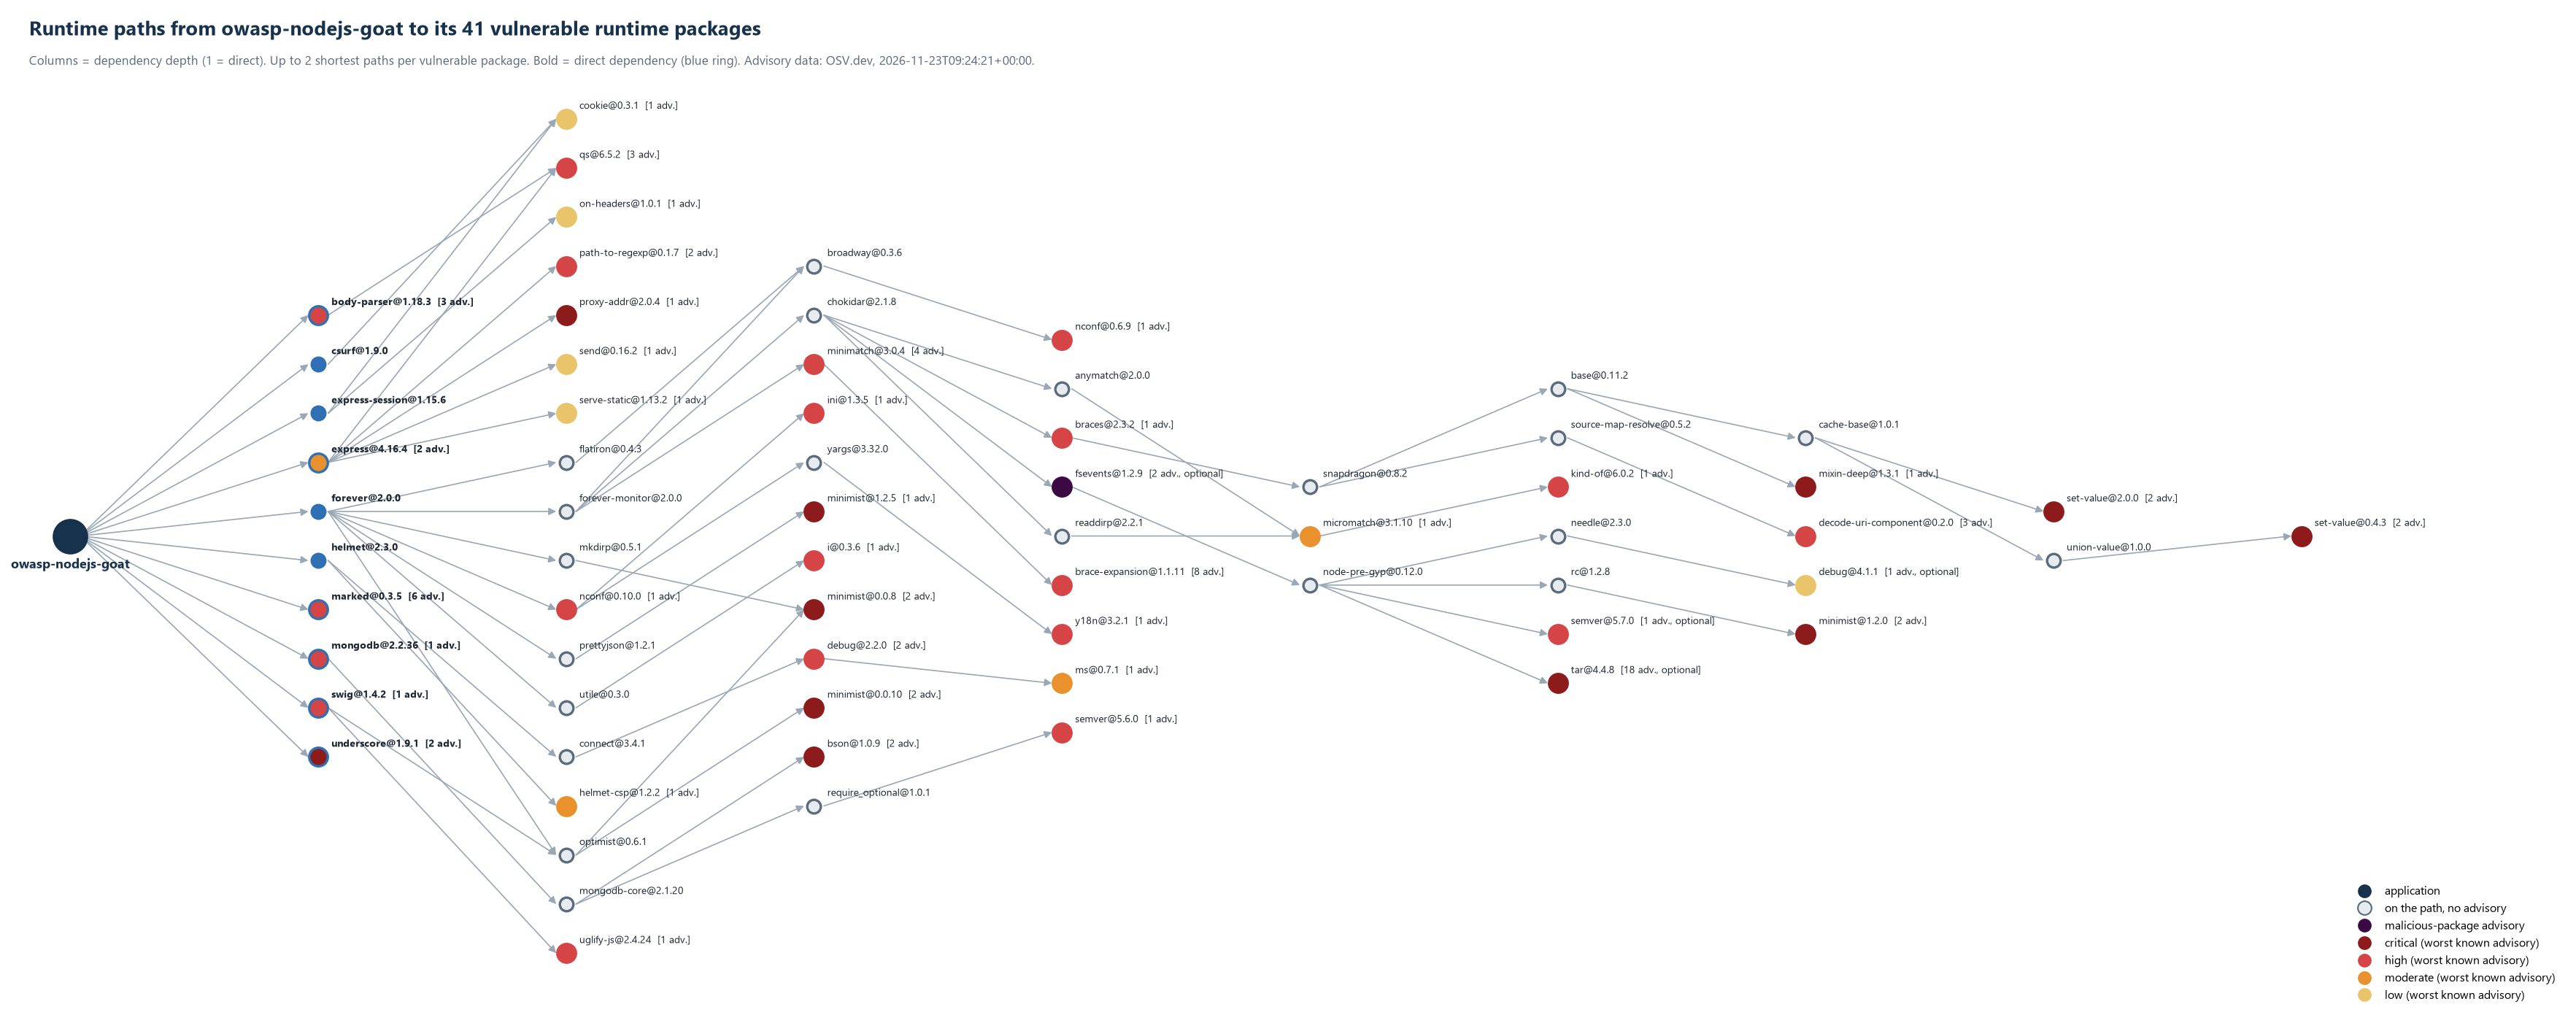 Runtime paths from owasp-nodejs-goat to its 41 vulnerable runtime packages
Columns = dependency depth (1 = direct). Up to 2 shortest paths per vulnerable package. Bold = direct dependency (blue ring). Advisory data: OSV.dev, 2026-11-23T09:24:21+00:00.
owasp-nodejs-goat
body-parser@1.18.3 [3 adv.]
csurf@1.9.0
express-session@1.15.6
express@4.16.4 [2 adv.]
forever@2.0.0
helmet@2.3.0
marked@0.3.5 [6 adv.]
mongodb@2.2.36 [1 adv.]
swig@1.4.2 [1 adv.]
underscore@1.9.1 [2 adv.]
cookie@0.3.1 [1 adv.]
qs@6.5.2 [3 adv.]
on-headers@1.0.1 [1 adv.]
path-to-regexp@0.1.7 [2 adv.]
proxy-addr@2.0.4 [1 adv.]
send@0.16.2 [1 adv.]
serve-static@1.13.2 [1 adv.]
flatiron@0.4.3
forever-monitor@2.0.0
mkdirp@0.5.1
nconf@0.10.0 [1 adv.]
prettyjson@1.2.1
utile@0.3.0
connect@3.4.1
helmet-csp@1.2.2 [1 adv.]
optimist@0.6.1
mongodb-core@2.1.20
uglify-js@2.4.24 [1 adv.]
broadway@0.3.6
chokidar@2.1.8
minimatch@3.0.4 [4 adv.]
ini@1.3.5 [1 adv.]
yargs@3.32.0
minimist@1.2.5 [1 adv.]
i@0.3.6 [1 adv.]
minimist@0.0.8 [2 adv.]
debug@2.2.0 [2 adv.]
minimist@0.0.10 [2 adv.]
bson@1.0.9 [2 adv.]
require_optional@1.0.1
nconf@0.6.9 [1 adv.]
anymatch@2.0.0
braces@2.3.2 [1 adv.]
fsevents@1.2.9 [2 adv., optional]
readdirp@2.2.1
brace-expansion@1.1.11 [8 adv.]
y18n@3.2.1 [1 adv.]
ms@0.7.1 [1 adv.]
semver@5.6.0 [1 adv.]
snapdragon@0.8.2
micromatch@3.1.10 [1 adv.]
node-pre-gyp@0.12.0
base@0.11.2
source-map-resolve@0.5.2
kind-of@6.0.2 [1 adv.]
needle@2.3.0
rc@1.2.8
semver@5.7.0 [1 adv., optional]
tar@4.4.8 [18 adv., optional]
cache-base@1.0.1
mixin-deep@1.3.1 [1 adv.]
decode-uri-component@0.2.0 [3 adv.]
debug@4.1.1 [1 adv., optional]
minimist@1.2.0 [2 adv.]
set-value@2.0.0 [2 adv.]
union-value@1.0.0
set-value@0.4.3 [2 adv.]
application
on the path, no advisory
malicious-package advisory
critical (worst known advisory)
high (worst known advisory)
moderate (worst known advisory)
low (worst known advisory)